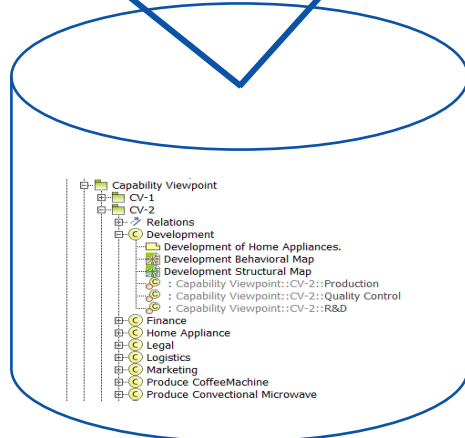 Capability Viewpoint
CV-1
CV-2
Relations
Development
Development of Home Appliances.
Development Behavioral Map
Development Structural Map
: Capability Viewpoint::CV-2::Production
: Capability Viewpoint::CV-2::Quality Control
: Capability Viewpoint::CV-2::R&D
Finance
Home Appliance
Legal
Logistics
Marketing
Produce CoffeeMachine
Produce Convectional Microwave